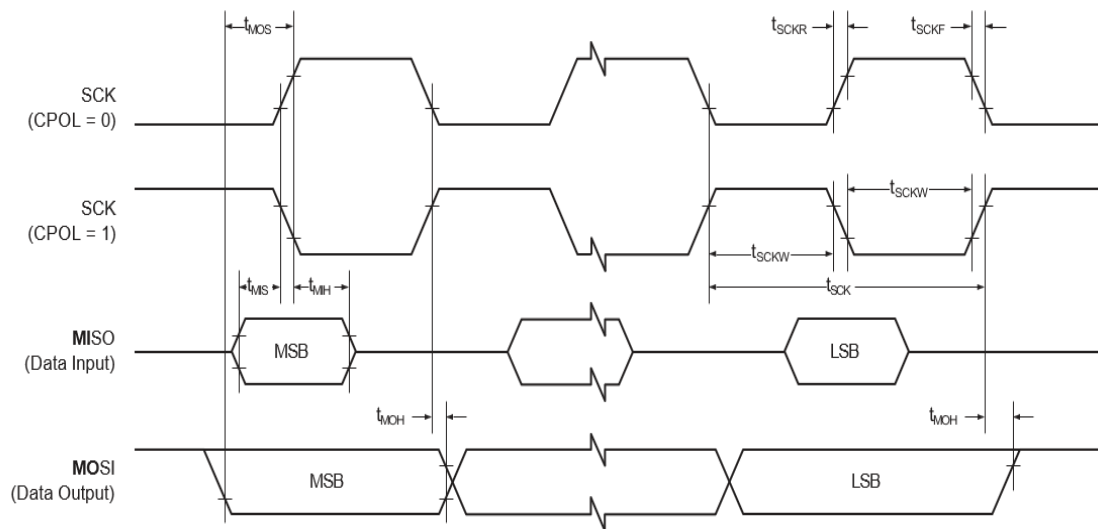 tMOS
tSCKR
tSCKF
SCK
(CPOL = 0)
SCK
(CPOL = 1)
tSCKW
tSCKW
tSCK
tMIS
tMIH
MISO
(Data Input)
MSB
LSB
tMOH
tMOH
MOSI
(Data Output)
MSB
LSB